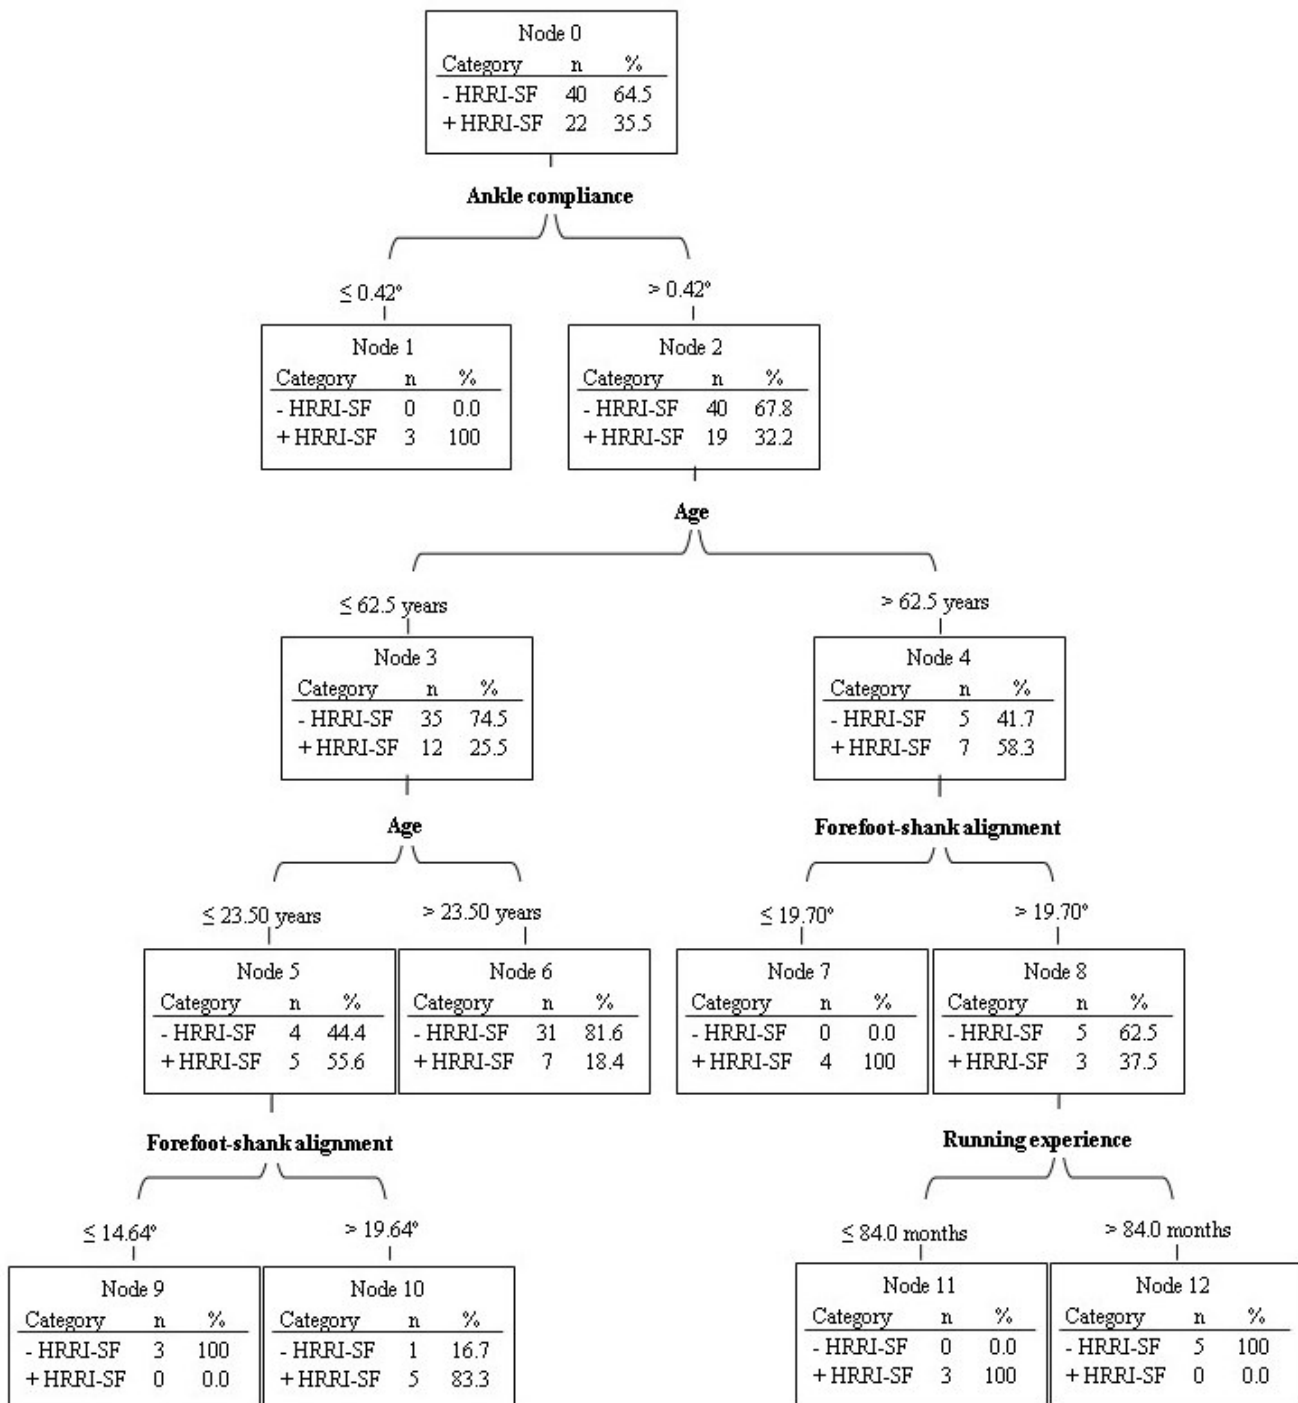 Node 0
Category n %
- HRRI-SF 40 64.5
+ HRRI-SF 22 35.5
Ankle compliance
≤ 0.42º
> 0.42º
Node 1
Category n %
- HRRI-SF 0 0.0
+ HRRI-SF 3 100
Node 2
Category n %
- HRRI-SF 40 67.8
+ HRRI-SF 19 32.2
Age
≤ 62.5 years
> 62.5 years
Node 3
Category n %
- HRRI-SF 35 74.5
+ HRRI-SF 12 25.5
Node 4
Category n %
- HRRI-SF 5 41.7
+ HRRI-SF 7 58.3
Age
Forefoot-shank alignment
≤ 23.50 years
> 23.50 years
≤ 19.70º
> 19.70º
Node 5
Category n %
- HRRI-SF 4 44.4
+ HRRI-SF 5 55.6
Node 6
Category n %
- HRRI-SF 31 81.6
+ HRRI-SF 7 18.4
Node 7
Category n %
- HRRI-SF 0 0.0
+ HRRI-SF 4 100
Node 8
Category n %
- HRRI-SF 5 62.5
+ HRRI-SF 3 37.5
Forefoot-shank alignment
Running experience
≤ 14.64º
> 19.64º
≤ 84.0 months
> 84.0 months
Node 9
Category n %
- HRRI-SF 3 100
+ HRRI-SF 0 0.0
Node 10
Category n %
- HRRI-SF 1 16.7
+ HRRI-SF 5 83.3
Node 11
Category n %
- HRRI-SF 0 0.0
+ HRRI-SF 3 100
Node 12
Category n %
- HRRI-SF 5 100
+ HRRI-SF 0 0.0